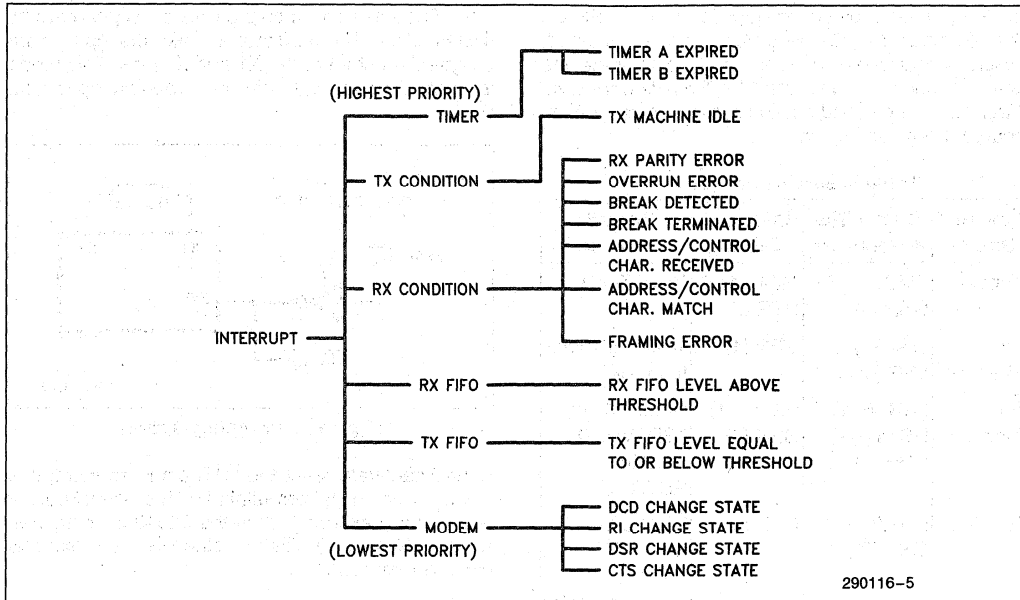 TIMER A EXPIRED
TIMER B EXPIRED
(HIGHEST PRIORITY)
TIMER
TX MACHINE IDLE
TX CONDITION
RX PARITY ERROR
OVERRUN ERROR
BREAK DETECTED
BREAK TERMINATED
ADDRESS/CONTROL
CHAR. RECEIVED
RX CONDITION
ADDRESS/CONTROL
CHAR. MATCH
FRAMING ERROR
INTERRUPT
RX FIFO
RX FIFO LEVEL ABOVE
THRESHOLD
TX FIFO
TX FIFO LEVEL EQUAL
TO OR BELOW THRESHOLD
MODEM
(LOWEST PRIORITY)
DCD CHANGE STATE
RI CHANGE STATE
DSR CHANGE STATE
CTS CHANGE STATE
290116-5